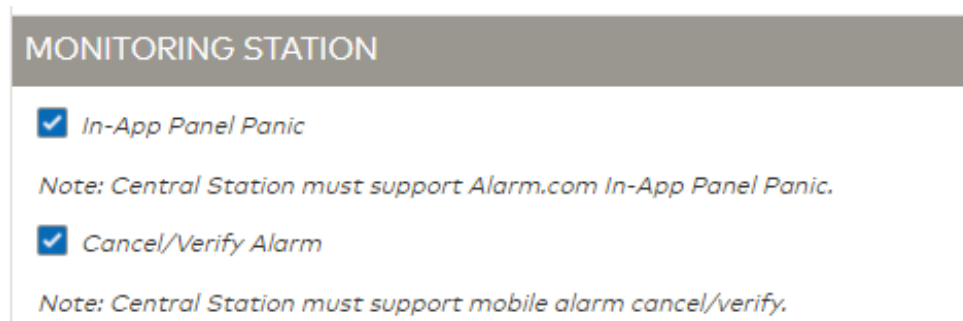 MONITORING STATION
In-App Panel Panic
Note: Central Station must support Alarm.com In-App Panel Panic.
Cancel/Verify Alarm
Note: Central Station must support mobile alarm cancel/verify.